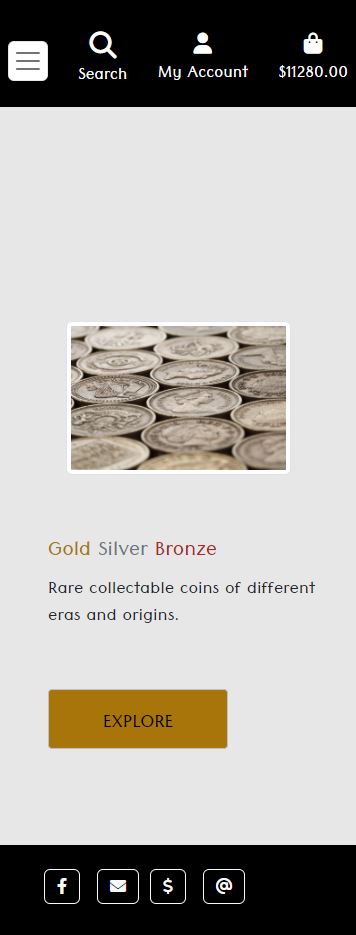 Search
My Account
$11280.00
Gold Silver Bronze
Rare collectable coins of different
eras and origins.
EXPLORE